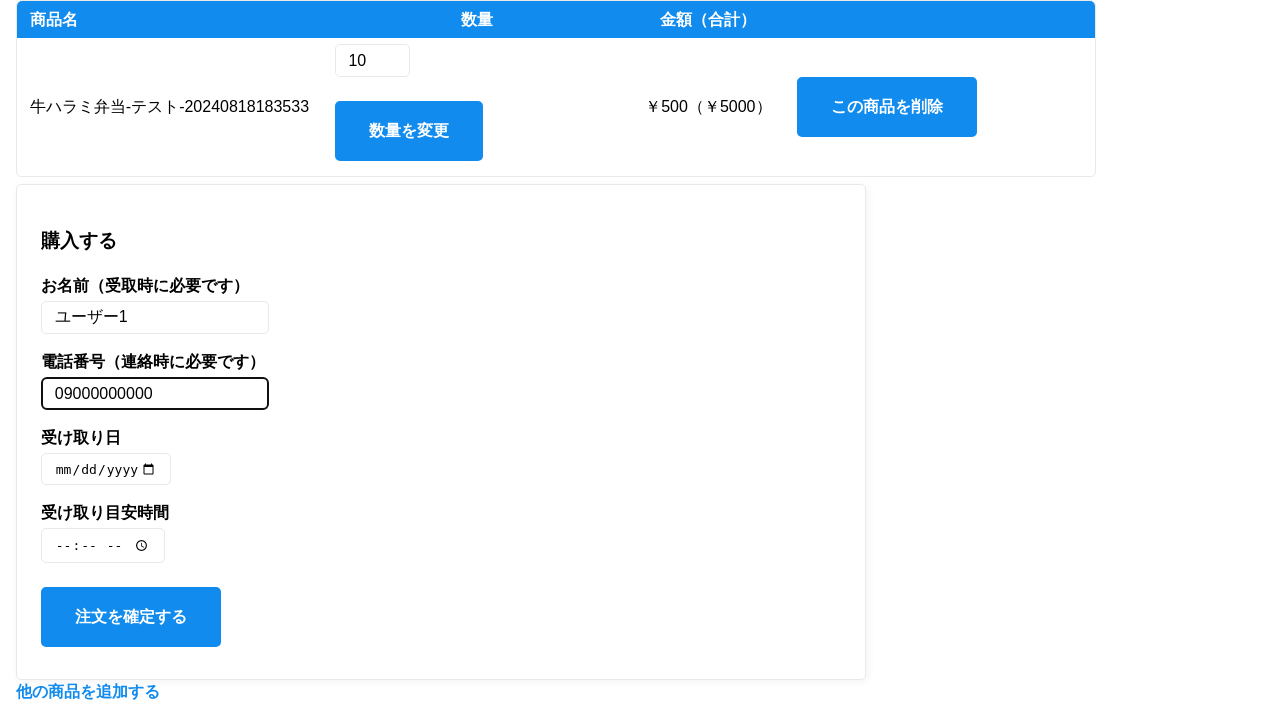 商品名 数量 金額（合計）
10
牛ハラミ弁当-テスト-20240818183533 ￥500（￥5000） この商品を削除
数量を変更
購入する
お名前（受取時に必要です）
ユーザー1
電話番号（連絡時に必要です）
09000000000
受け取り日
mm/dd/yyyy
受け取り目安時間
--:-- --
注文を確定する
他の商品を追加する